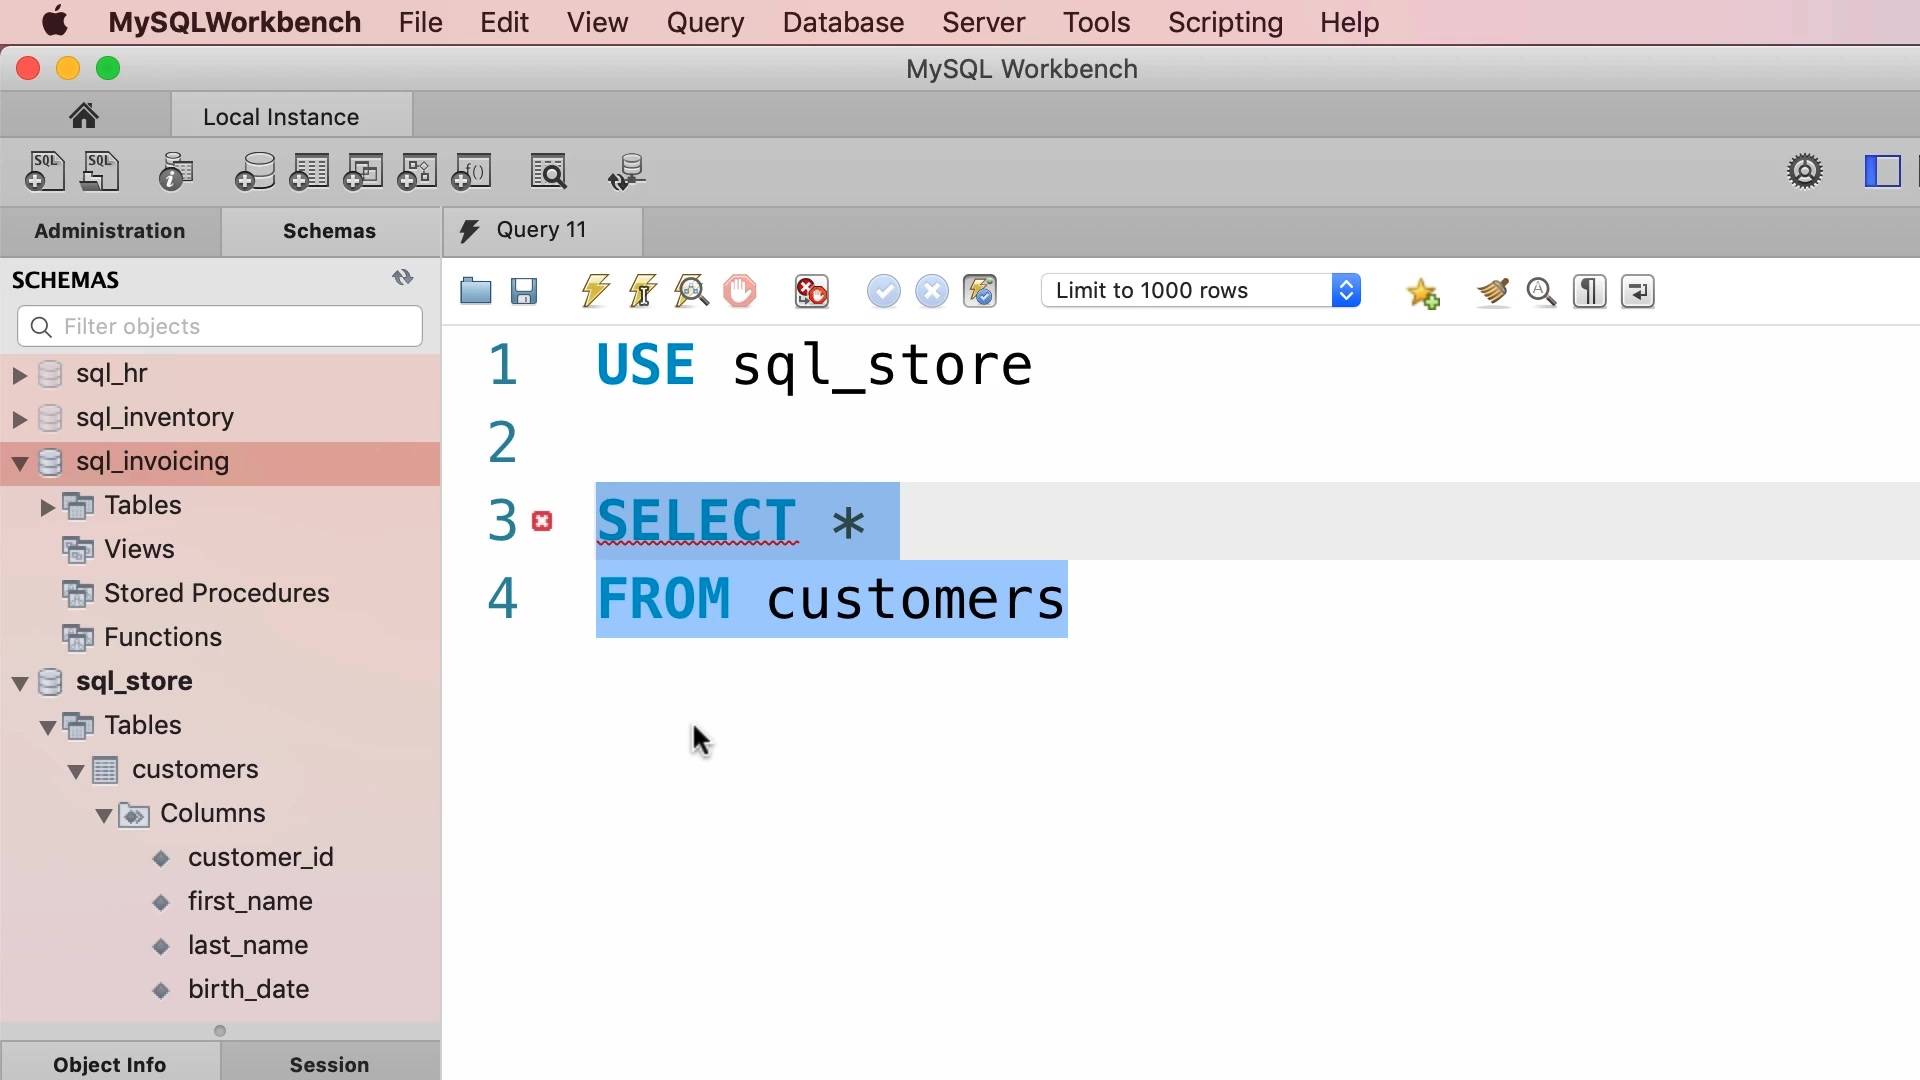 MySQLWorkbench File Edit View Query Database Server Tools Scripting Help
MySQL Workbench
Local Instance
SQL SQL i f()
Administration Schemas Query 11
SCHEMAS
Limit to 1000 rows
Filter objects
sql_hr
sql_inventory
sql_invoicing
Tables
Views
Stored Procedures
Functions
sql_store
Tables
customers
Columns
customer_id
first_name
last_name
birth_date
Object Info Session
1 USE sql_store
2
3 SELECT *
4 FROM customers